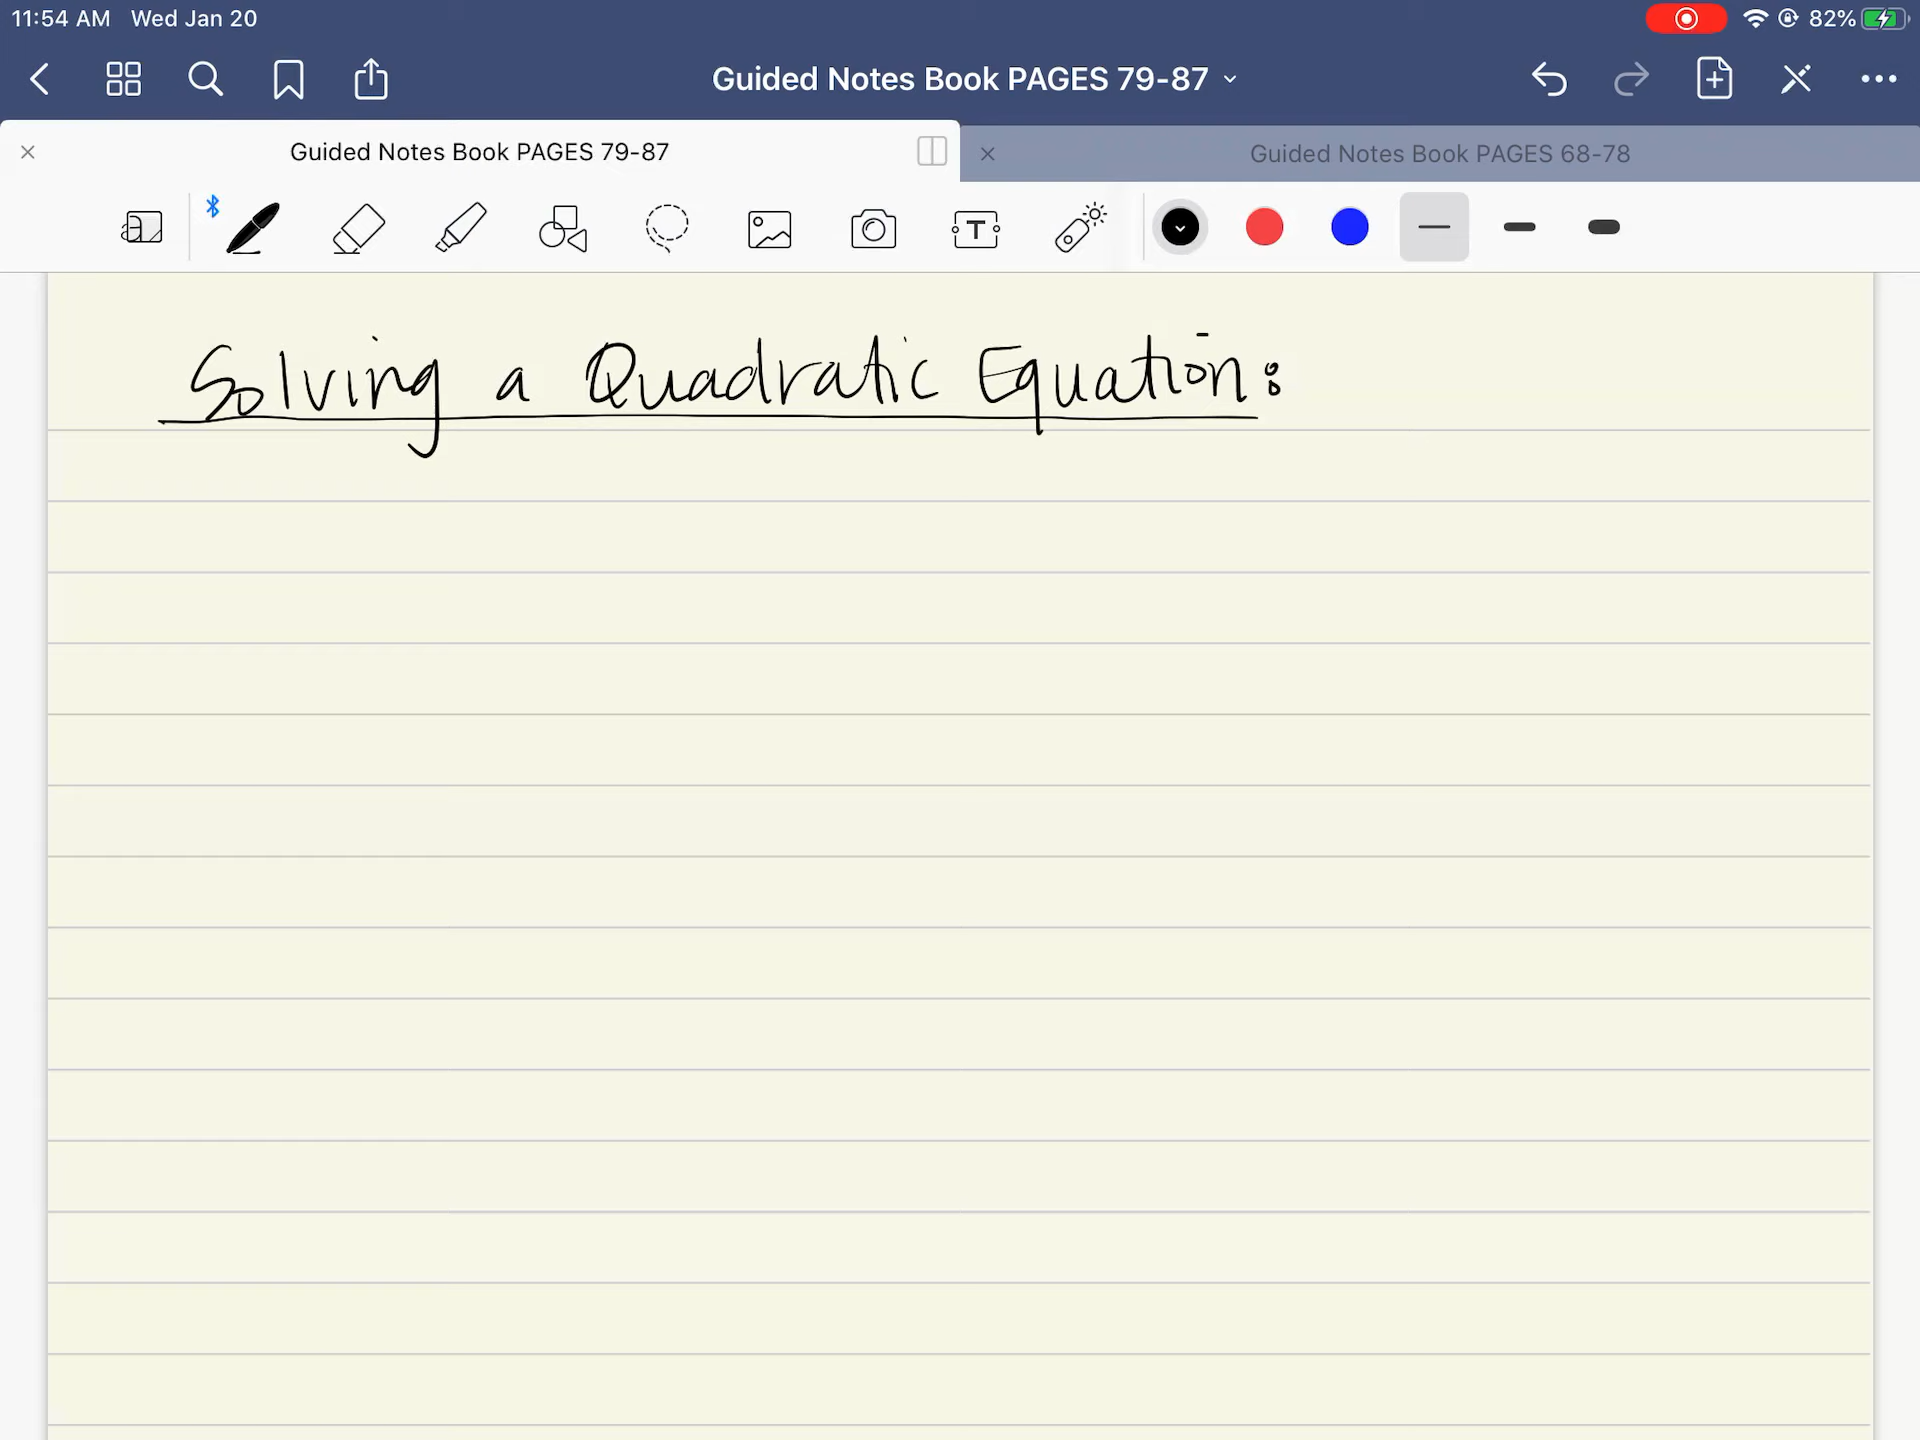 11:54 AM Wed Jan 20
82%
Guided Notes Book PAGES 79-87
Guided Notes Book PAGES 79-87
Guided Notes Book PAGES 68-78
Solving a Quadratic Equation: